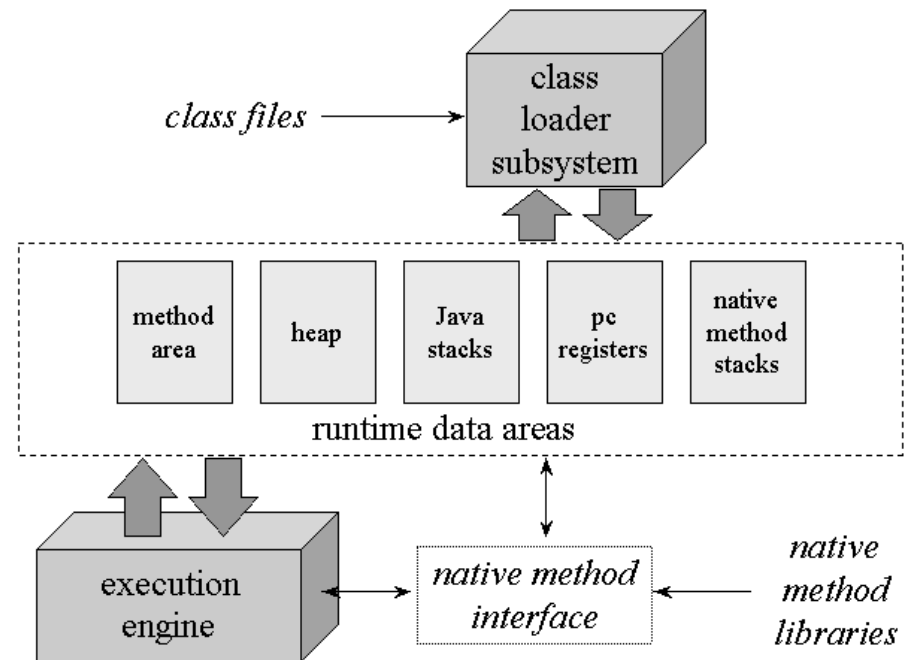 class
loader
subsystem
class files
method
area
heap
Java
stacks
pc
registers
native
method
stacks
runtime data areas
execution
engine
native method
interface
native
method
libraries